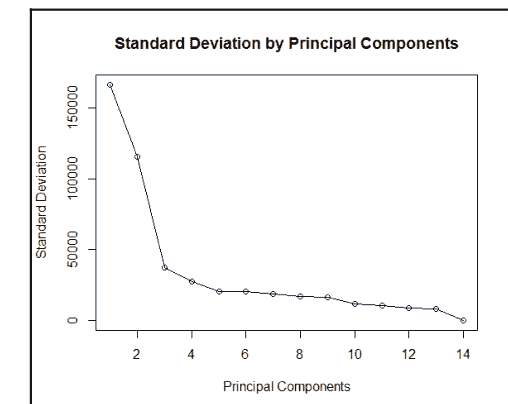 Standard Deviation by Principal Components
Standard Deviation
150000
100000
50000
0
2 4 6 8 10 12 14
Principal Components